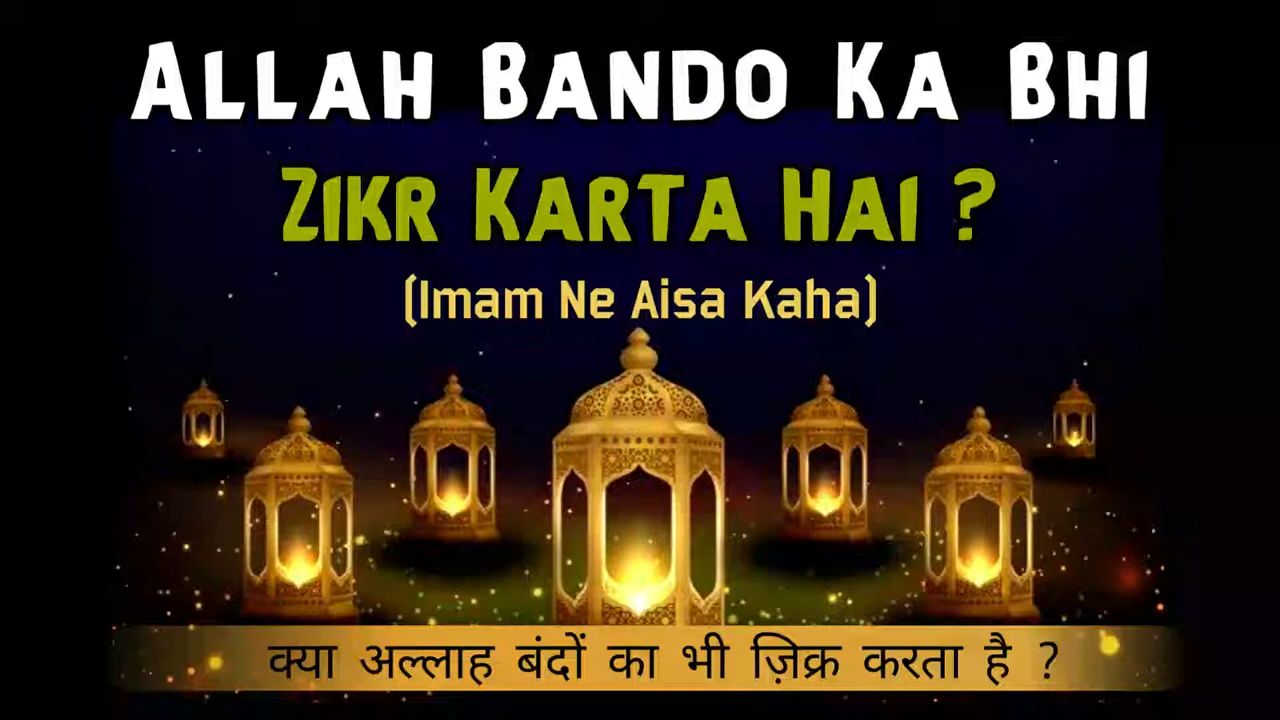 ALLAH BANDO KA BHI
ZIKR KARTA HAI ?
(Imam Ne Aisa Kaha)
क्या अल्लाह बंदों का भी ज़िक्र करता है ?